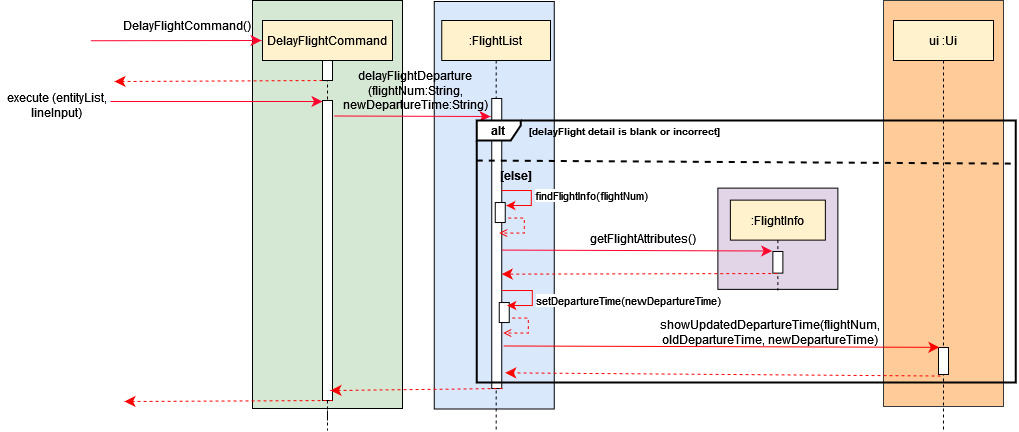 DelayFlightCommand()
DelayFlightCommand
:FlightList
ui :Ui
execute (entityList,
lineInput)
delayFlightDeparture
(flightNum:String,
newDepartureTime:String)
alt
[delayFlight detail is blank or incorrect]
[else]
findFlightInfo(flightNum)
:FlightInfo
getFlightAttributes()
setDepartureTime(newDepartureTime)
showUpdatedDepartureTime(flightNum,
oldDepartureTime, newDepartureTime)